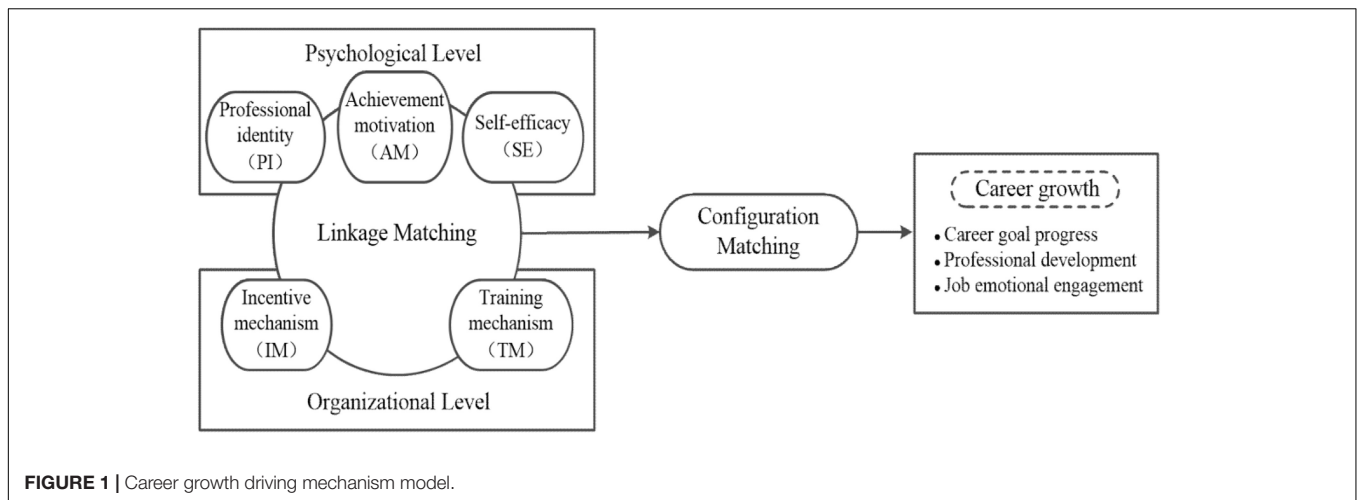 Psychological Level
Professional
identity
（PI）
Achievement
motivation
（AM）
Self-efficacy
（SE）
Linkage Matching
Incentive
mechanism
（IM）
Training
mechanism
（TM）
Organizational Level
Configuration
Matching
Career growth
• Career goal progress
• Professional development
• Job emotional engagement
FIGURE 1 | Career growth driving mechanism model.